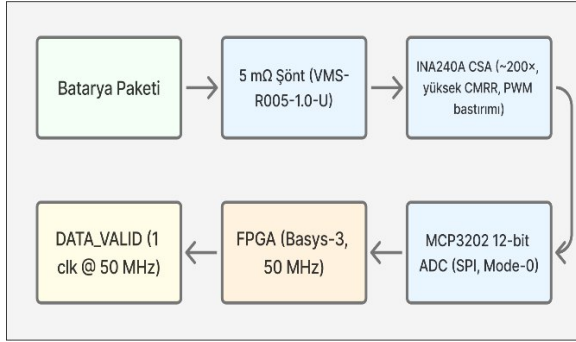 Batarya Paketi
5 mΩ Şönt (VMS-
R005-1.0-U)
INA240A CSA (~200×,
yüksek CMRR, PWM
bastırımı)
DATA_VALID (1
clk @ 50 MHz)
FPGA (Basys-3,
50 MHz)
MCP3202 12-bit
ADC (SPI, Mode-0)